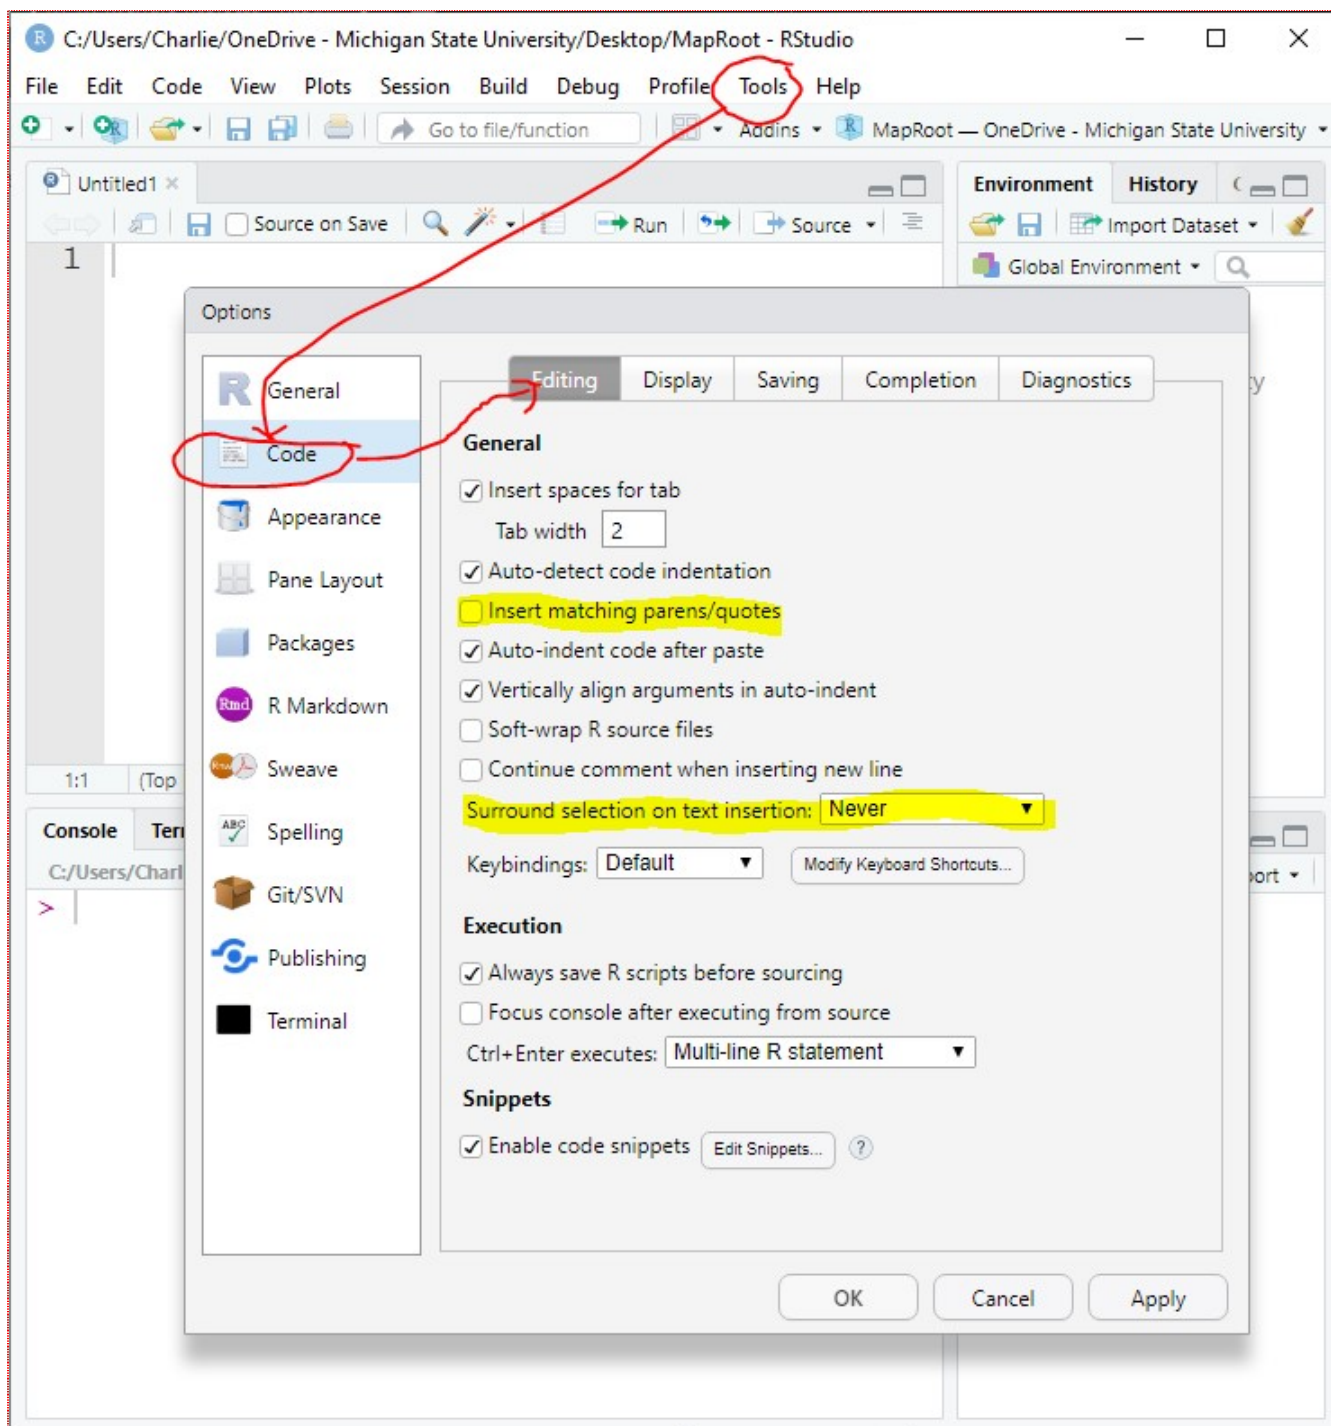 C:/Users/Charlie/OneDrive - Michigan State University/Desktop/MapRoot - RStudio
File Edit Code View Plots Session Build Debug Profile Tools Help
Go to file/function Addins MapRoot — OneDrive - Michigan State University
Untitled1
Source on Save Run Source
1
Environment History
Import Dataset
Global Environment
Options
General
Code
Appearance
Pane Layout
Packages
Rmd R Markdown
Sweave
ABC Spelling
Git/SVN
Publishing
Terminal
Editing Display Saving Completion Diagnostics
General
Insert spaces for tab
Tab width 2
Auto-detect code indentation
Insert matching parens/quotes
Auto-indent code after paste
Vertically align arguments in auto-indent
Soft-wrap R source files
Continue comment when inserting new line
Surround selection on text insertion: Never
Keybindings: Default Modify Keyboard Shortcuts...
Execution
Always save R scripts before sourcing
Focus console after executing from source
Ctrl+Enter executes: Multi-line R statement
Snippets
Enable code snippets Edit Snippets... ?
OK Cancel Apply
y
1:1 (Top
Console Ter
C:/Users/Charl
>
ort